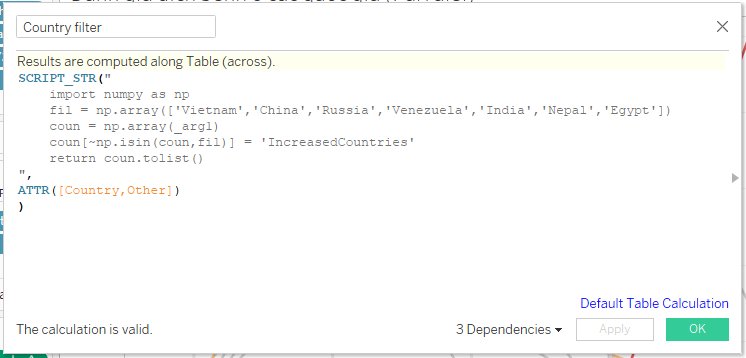 Country filter
Results are computed along Table (across).
SCRIPT_STR("
    import numpy as np
    fil = np.array(['Vietnam','China','Russia','Venezuela','India','Nepal','Egypt'])
    coun = np.array(_arg1)
    coun[~np.isin(coun,fil)] = 'IncreasedCountries'
    return coun.tolist()
",
ATTR([Country,Other])
)
Default Table Calculation
The calculation is valid.
3 Dependencies
Apply
OK